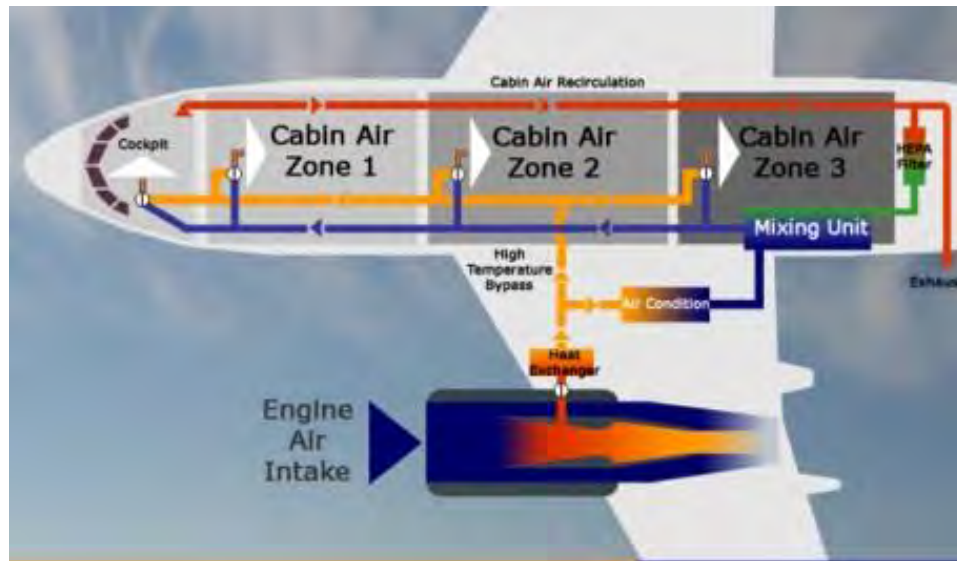 Cabin Air Recirculation
Cockpit
Cabin Air
Zone 1
Cabin Air
Zone 2
Cabin Air
Zone 3
HEPA
Filter
Mixing Unit
High
Temperature
Bypass
Air Condition
Exhaus
Heat
Exchanger
Engine
Air
Intake